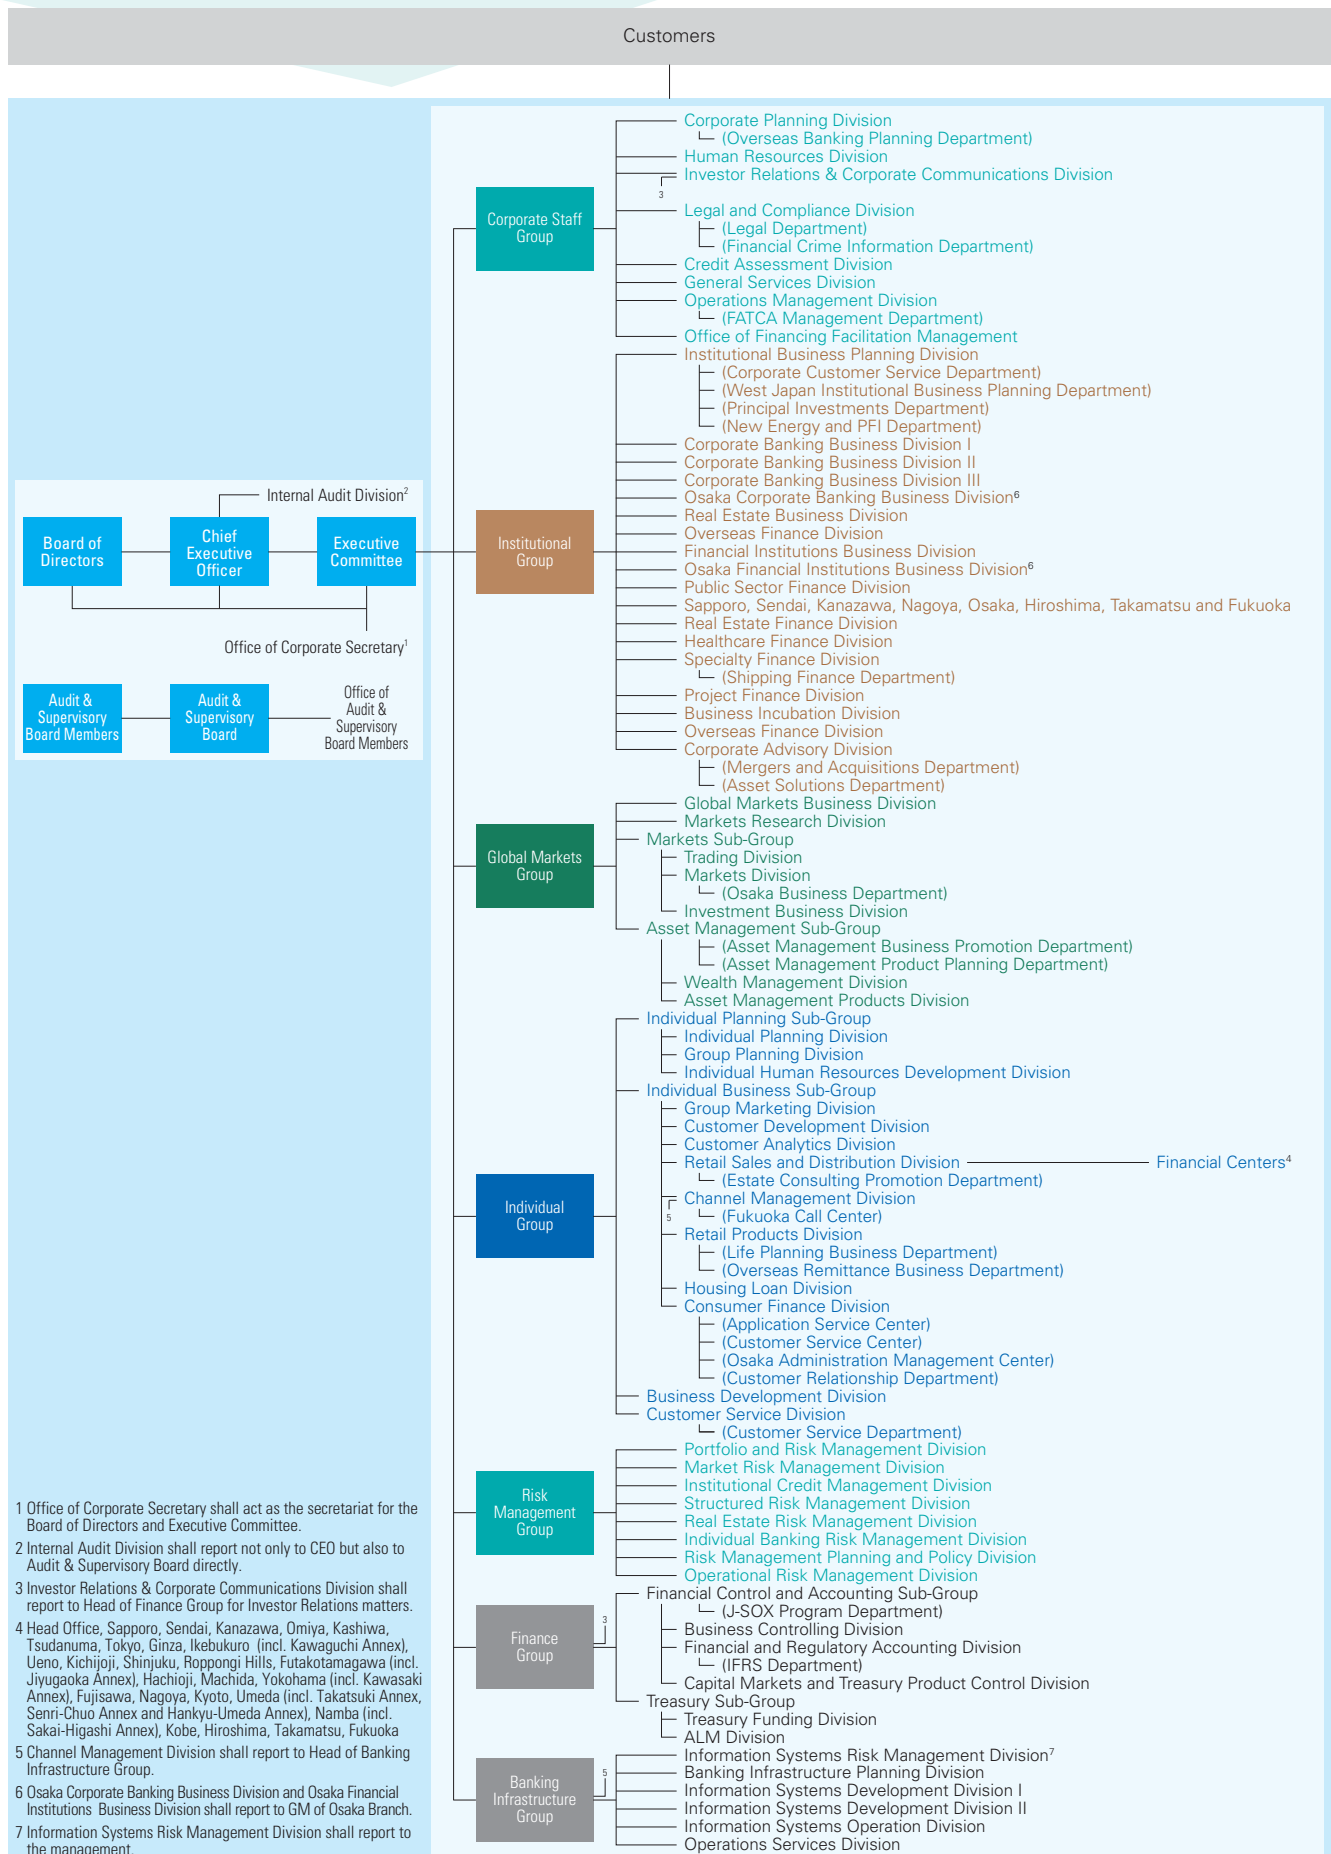 Customers
Corporate Planning Division
(Overseas Banking Planning Department)
Human Resources Division
Investor Relations & Corporate Communications Division
3
Legal and Compliance Division
(Legal Department)
(Financial Crime Information Department)
Credit Assessment Division
General Services Division
Operations Management Division
(FATCA Management Department)
Office of Financing Facilitation Management
Corporate Staff
Group
Institutional Business Planning Division
(Corporate Customer Service Department)
(West Japan Institutional Business Planning Department)
(Principal Investments Department)
(New Energy and PFI Department)
Corporate Banking Business Division I
Corporate Banking Business Division II
Corporate Banking Business Division III
Osaka Corporate Banking Business Division6
Real Estate Business Division
Overseas Finance Division
Financial Institutions Business Division
Osaka Financial Institutions Business Division6
Public Sector Finance Division
Sapporo, Sendai, Kanazawa, Nagoya, Osaka, Hiroshima, Takamatsu and Fukuoka
Real Estate Finance Division
Healthcare Finance Division
Specialty Finance Division
(Shipping Finance Department)
Project Finance Division
Business Incubation Division
Overseas Finance Division
Corporate Advisory Division
(Mergers and Acquisitions Department)
(Asset Solutions Department)
Institutional
Group
Internal Audit Division2
Board of
Directors
Chief
Executive
Officer
Executive
Committee
Office of Corporate Secretary1
Audit &
Supervisory
Board Members
Audit &
Supervisory
Board
Office of
Audit &
Supervisory
Board Members
Global Markets
Group
Global Markets Business Division
Markets Research Division
Markets Sub-Group
Trading Division
Markets Division
(Osaka Business Department)
Investment Business Division
Asset Management Sub-Group
(Asset Management Business Promotion Department)
(Asset Management Product Planning Department)
Wealth Management Division
Asset Management Products Division
Individual
Group
Individual Planning Sub-Group
Individual Planning Division
Group Planning Division
Individual Human Resources Development Division
Individual Business Sub-Group
Group Marketing Division
Customer Development Division
Customer Analytics Division
Retail Sales and Distribution Division Financial Centers4
(Estate Consulting Promotion Department)
Channel Management Division
5
(Fukuoka Call Center)
Retail Products Division
(Life Planning Business Department)
(Overseas Remittance Business Department)
Housing Loan Division
Consumer Finance Division
(Application Service Center)
(Customer Service Center)
(Osaka Administration Management Center)
(Customer Relationship Department)
Business Development Division
Customer Service Division
(Customer Service Department)
Risk
Management
Group
Portfolio and Risk Management Division
Market Risk Management Division
Institutional Credit Management Division
Structured Risk Management Division
Real Estate Risk Management Division
Individual Banking Risk Management Division
Risk Management Planning and Policy Division
Operational Risk Management Division
Finance
Group
3
Financial Control and Accounting Sub-Group
(J-SOX Program Department)
Business Controlling Division
Financial and Regulatory Accounting Division
(IFRS Department)
Capital Markets and Treasury Product Control Division
Treasury Sub-Group
Treasury Funding Division
ALM Division
Banking
Infrastructure
Group
5
Information Systems Risk Management Division7
Banking Infrastructure Planning Division
Information Systems Development Division I
Information Systems Development Division II
Information Systems Operation Division
Operations Services Division
1 Office of Corporate Secretary shall act as the secretariat for the
Board of Directors and Executive Committee.
2 Internal Audit Division shall report not only to CEO but also to
Audit & Supervisory Board directly.
3 Investor Relations & Corporate Communications Division shall
report to Head of Finance Group for Investor Relations matters.
4 Head Office, Sapporo, Sendai, Kanazawa, Omiya, Kashiwa,
Tsudanuma, Tokyo, Ginza, Ikebukuro (incl. Kawaguchi Annex),
Ueno, Kichijoji, Shinjuku, Roppongi Hills, Futakotamagawa (incl.
Jiyugaoka Annex), Hachioji, Machida, Yokohama (incl. Kawasaki
Annex), Fujisawa, Nagoya, Kyoto, Umeda (incl. Takatsuki Annex,
Senri-Chuo Annex and Hankyu-Umeda Annex), Namba (incl.
Sakai-Higashi Annex), Kobe, Hiroshima, Takamatsu, Fukuoka
5 Channel Management Division shall report to Head of Banking
Infrastructure Group.
6 Osaka Corporate Banking Business Division and Osaka Financial
Institutions Business Division shall report to GM of Osaka Branch.
7 Information Systems Risk Management Division shall report to
the management.